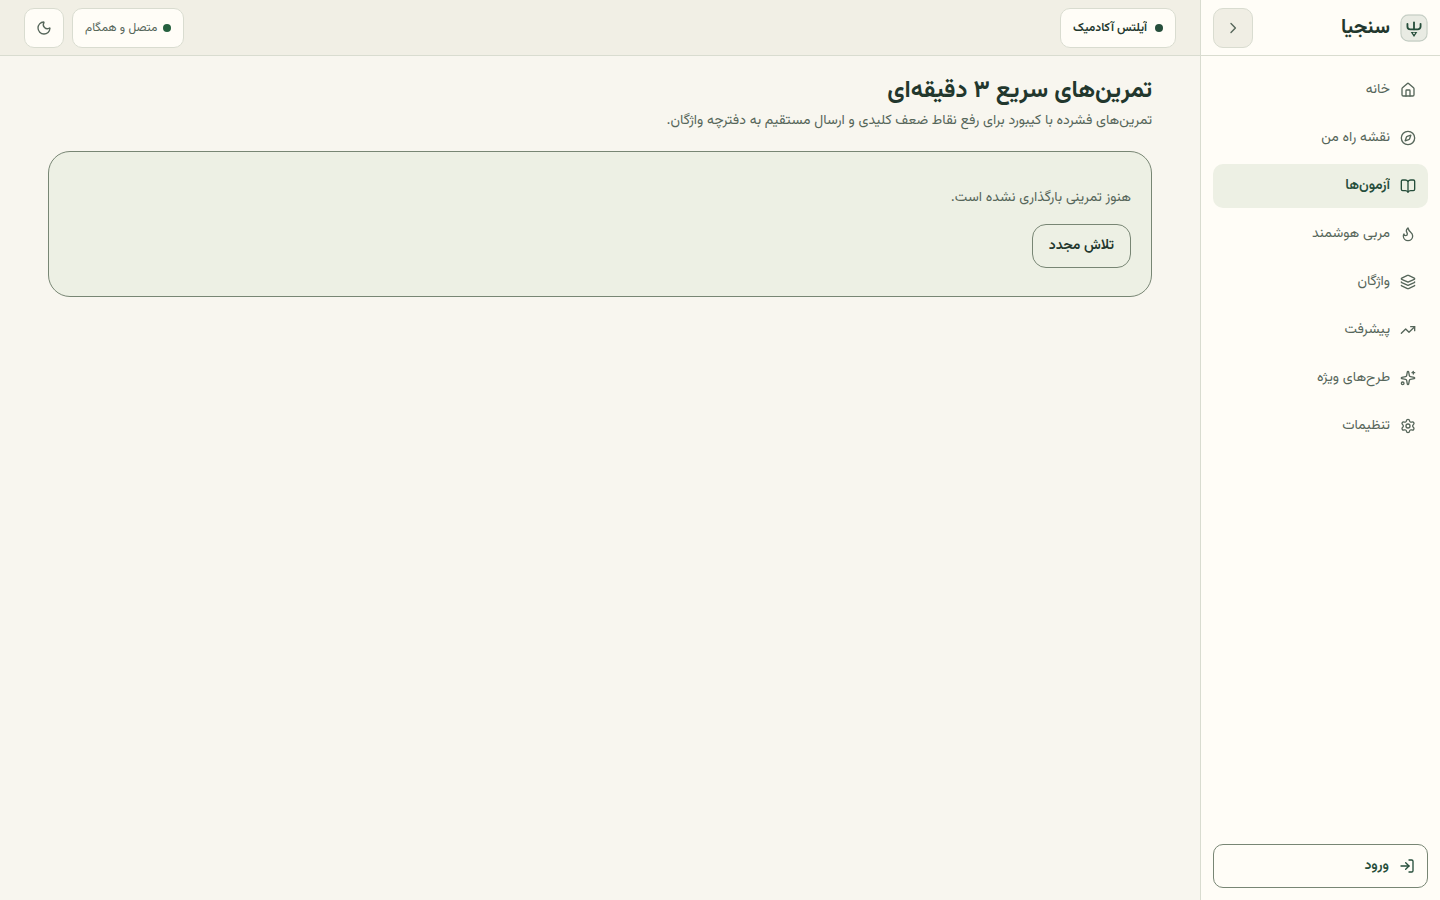 سنجیا
خانه
نقشه راه من
آزمون‌ها
مربی هوشمند
واژگان
پیشرفت
طرح‌های ویژه
تنظیمات
ورود
آیلتس آکادمیک
متصل و همگام
تمرین‌های سریع ۳ دقیقه‌ای
تمرین‌های فشرده با کیبورد برای رفع نقاط ضعف کلیدی و ارسال مستقیم به دفترچه واژگان.
هنوز تمرینی بارگذاری نشده است.
تلاش مجدد